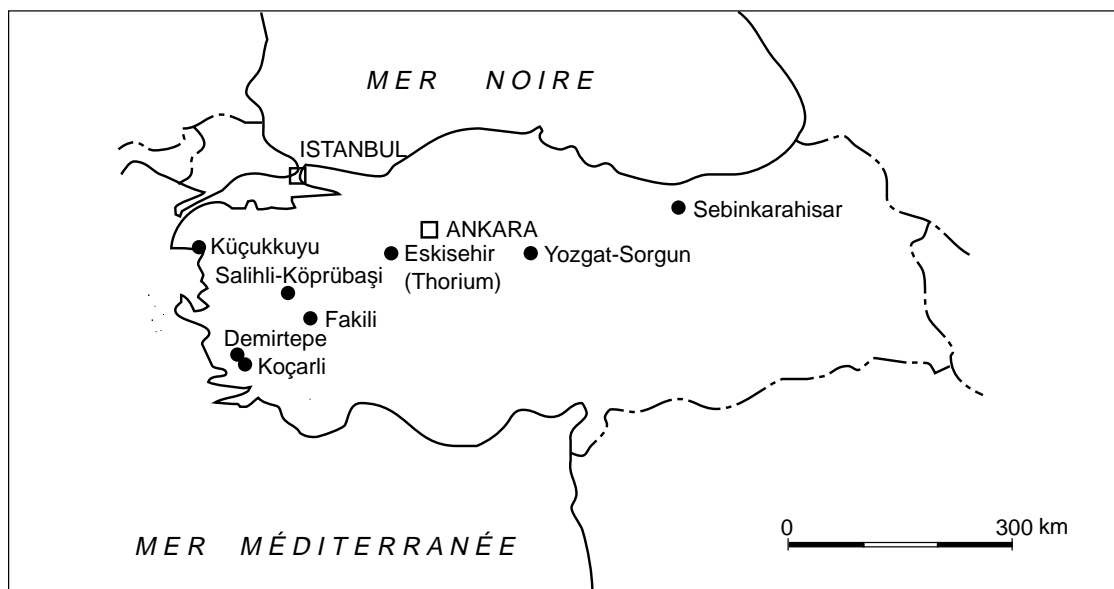 MER NOIRE
ISTANBUL
Sebinkarahisar
ANKARA
Küçukkuyu
Eskisehir
(Thorium)
Yozgat-Sorgun
Salihli-Köprübaşi
Fakili
Demirtepe
Koçarli
MER MÉDITERRANÉE
0 300 km